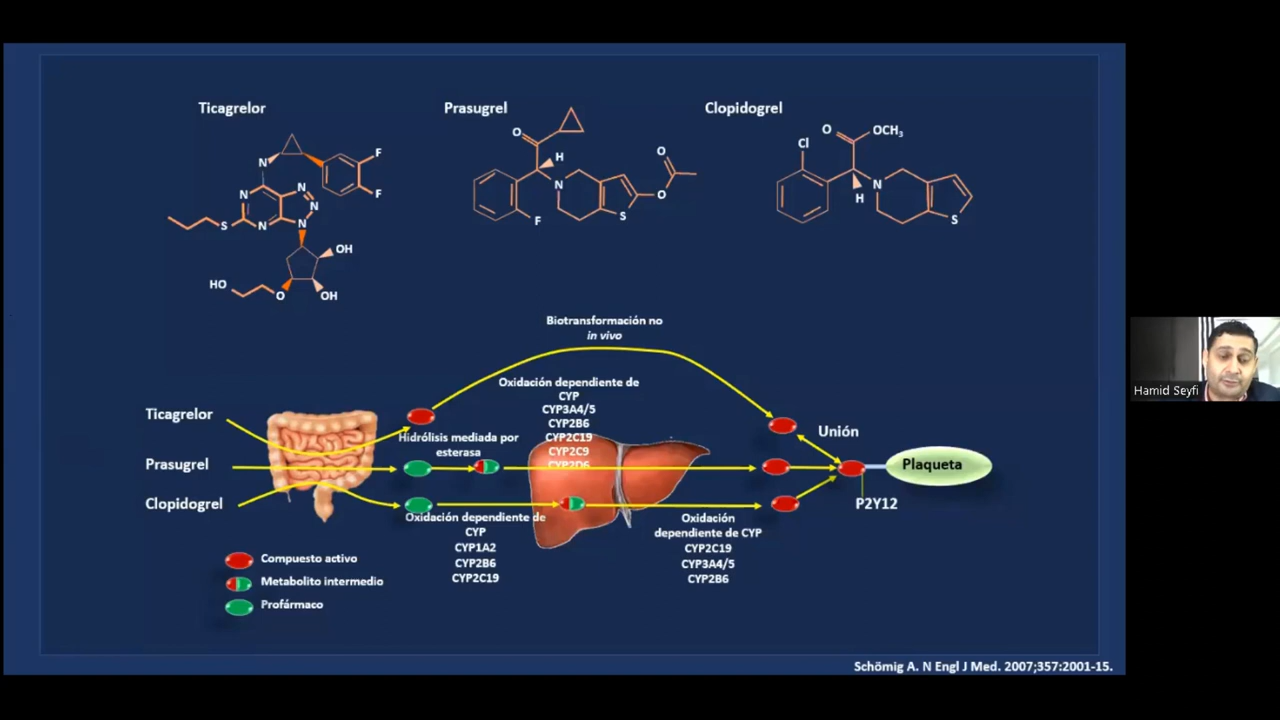 Ticagrelor
Prasugrel
Clopidogrel
N
F
F
N
N
N
N
N
S
OH
HO
O
OH
O
H
N
F
S
O
O
Cl
O
OCH3
N
H
S
Biotransformación no
in vivo
Oxidación dependiente de
CYP
CYP3A4/5
CYP2B6
CYP2C19
CYP2C9
CYP2D6
Ticagrelor
Prasugrel
Clopidogrel
Hidrólisis mediada por
esterasa
Unión
Plaqueta
P2Y12
Oxidación dependiente de
CYP
CYP1A2
CYP2B6
CYP2C19
Oxidación
dependiente de CYP
CYP2C19
CYP3A4/5
CYP2B6
Compuesto activo
Metabolito intermedio
Profármaco
Schömig A. N Engl J Med. 2007;357:2001-15.
Hamid Seyfi